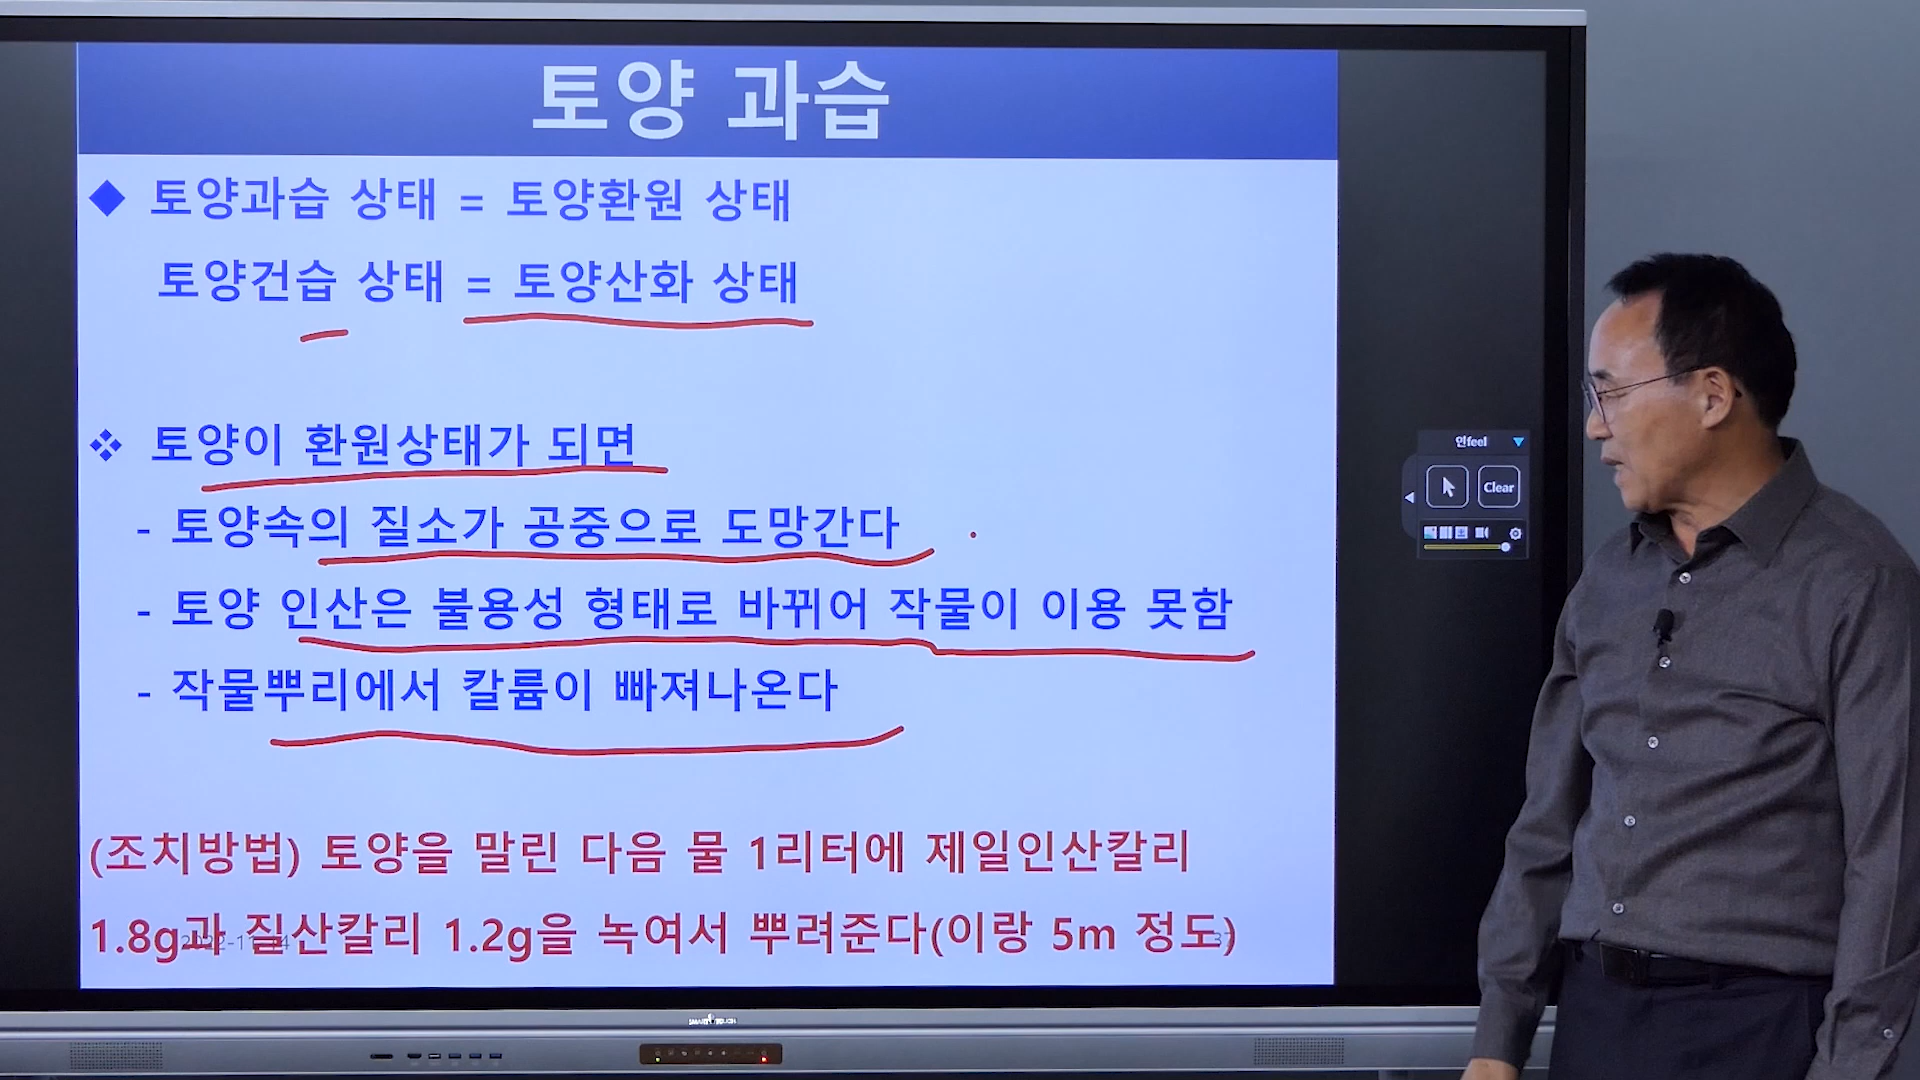 토양 과습
◆ 토양과습 상태 = 토양환원 상태
토양건습 상태 = 토양산화 상태
❖ 토양이 환원상태가 되면
- 토양속의 질소가 공중으로 도망간다
- 토양 인산은 불용성 형태로 바뀌어 작물이 이용 못함
- 작물뿌리에서 칼륨이 빠져나온다
(조치방법) 토양을 말린 다음 물 1리터에 제일인산칼리
1.8g과 질산칼리 1.2g을 녹여서 뿌려준다(이랑 5m 정도)
2022-11-14
37
인feel
Clear